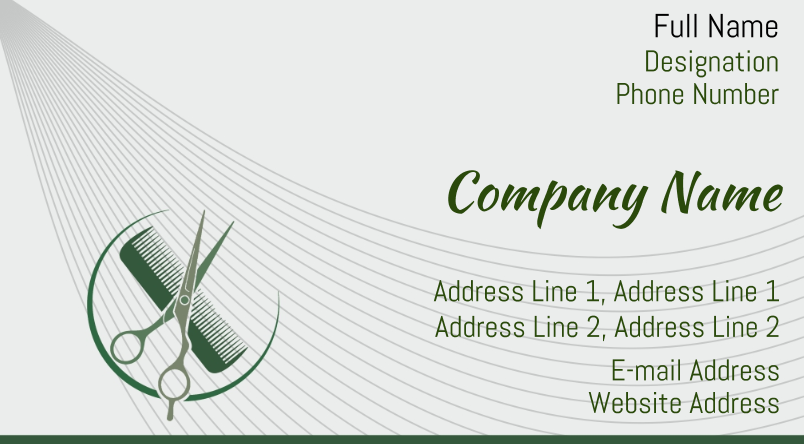 Full Name
Designation
Phone Number
Company Name
Address Line 1, Address Line 1
Address Line 2, Address Line 2
E-mail Address
Website Address